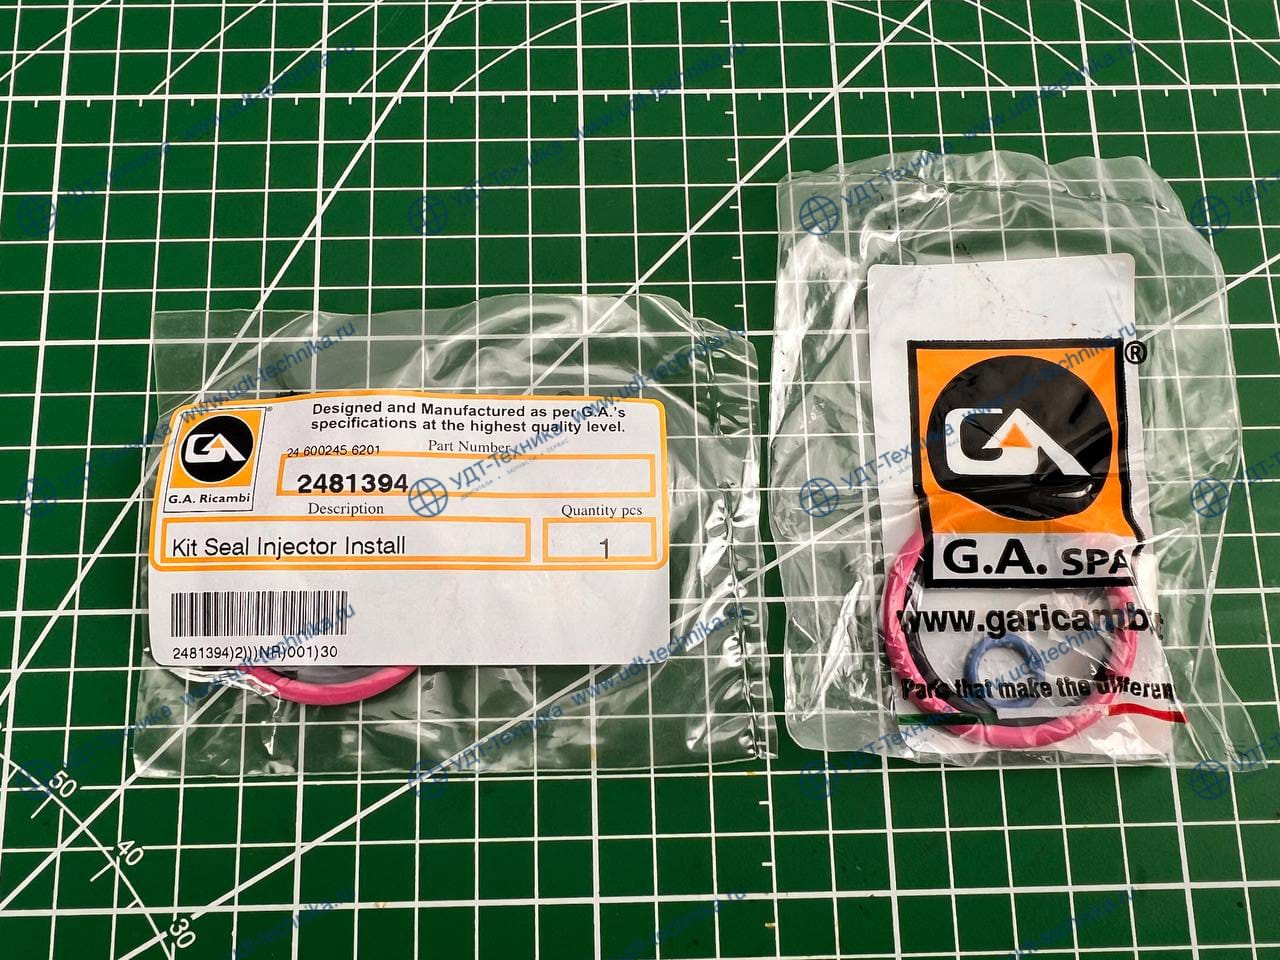 Designed and Manufactured as per G.A.'s
specifications at the highest quality level.
24 600245 6201
Part Number
2481394
GA
®
G.A. Ricambi
Description
Quantity pcs
Kit Seal Injector Install
1
2481394)2)))NR)001)30
GA
®
G.A. SPA
www.garicamb
Parts that make the differen
50
40
30
УДТ-Техника
www.udt-technika.ru